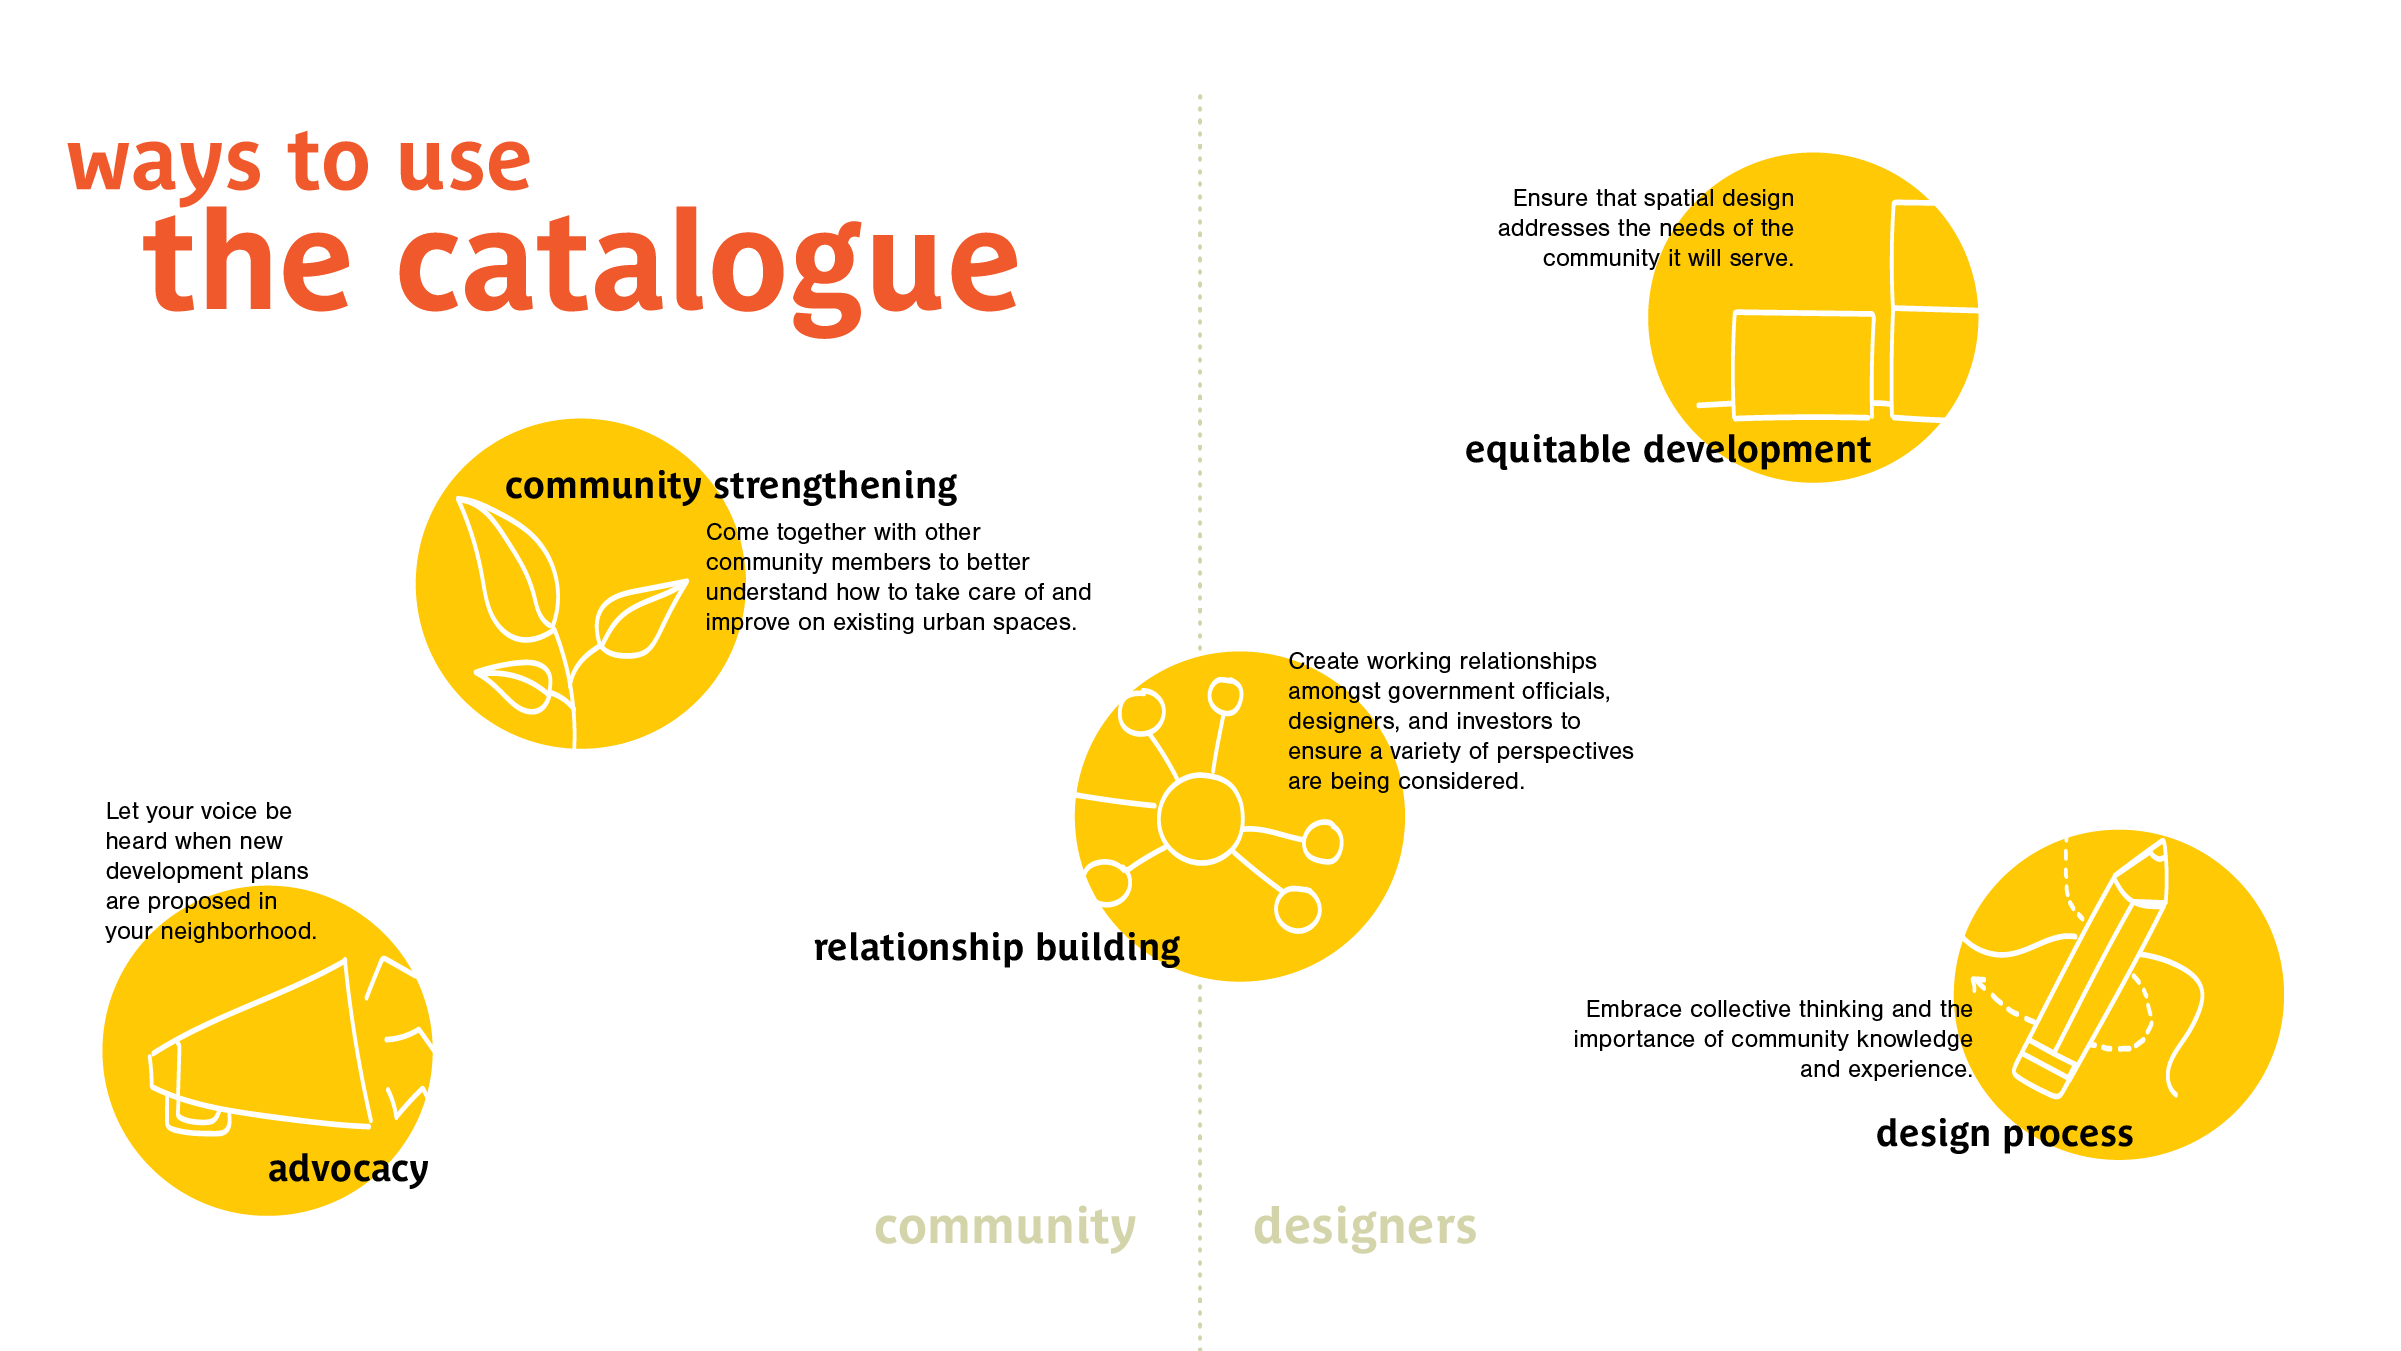 ways to use
the catalogue
community strengthening
Come together with other
community members to better
understand how to take care of and
improve on existing urban spaces.
Let your voice be
heard when new
development plans
are proposed in
your neighborhood.
advocacy
Create working relationships
amongst government officials,
designers, and investors to
ensure a variety of perspectives
are being considered.
relationship building
Ensure that spatial design
addresses the needs of the
community it will serve.
equitable development
Embrace collective thinking and the
importance of community knowledge
and experience.
design process
community
designers